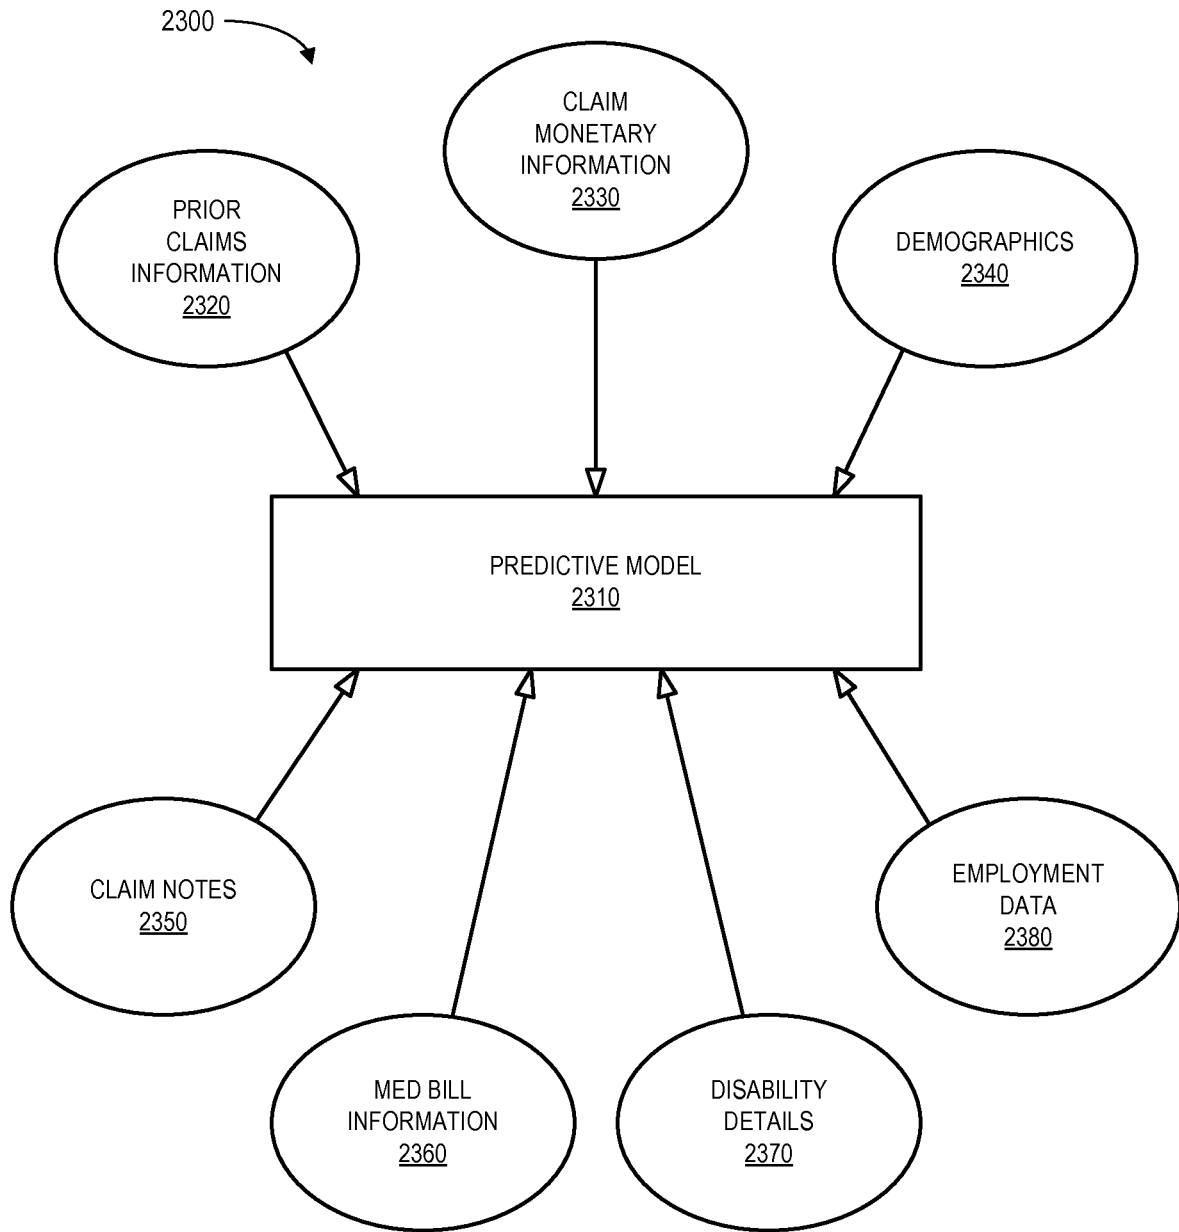 2300
CLAIM
MONETARY
INFORMATION
2330
PRIOR
CLAIMS
INFORMATION
2320
DEMOGRAPHICS
2340
PREDICTIVE MODEL
2310
CLAIM NOTES
2350
EMPLOYMENT
DATA
2380
MED BILL
INFORMATION
2360
DISABILITY
DETAILS
2370